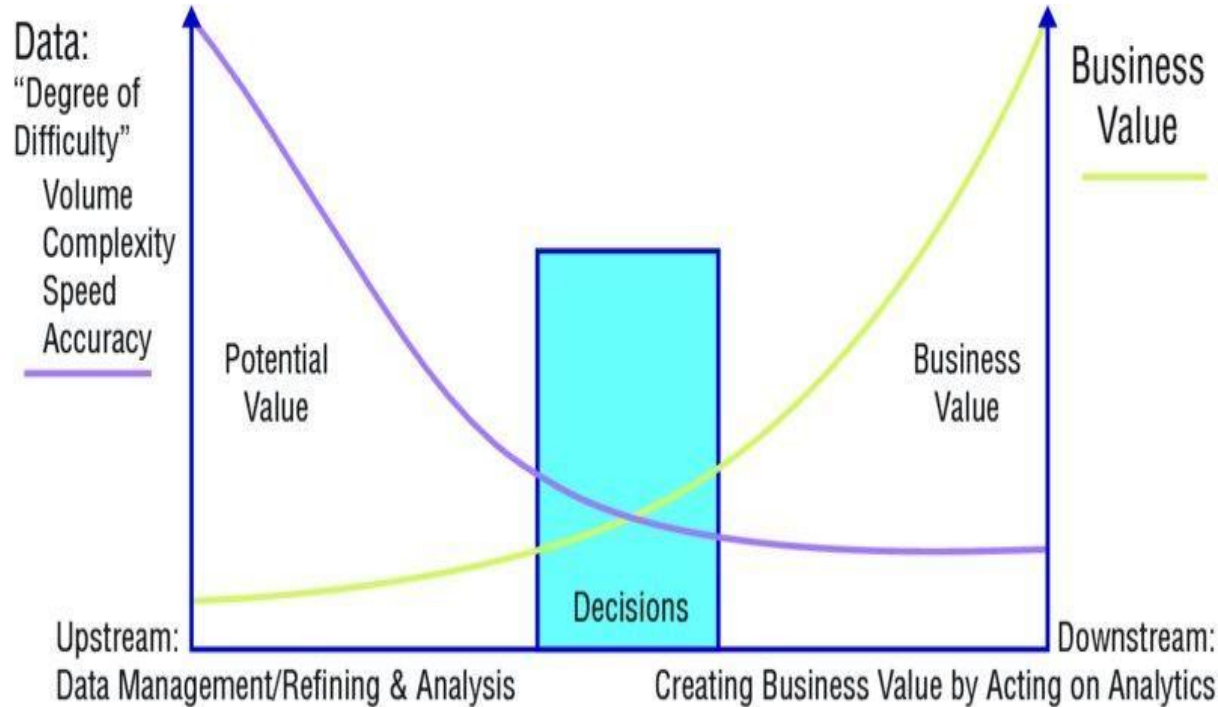 Data:
“Degree of
Difficulty”
Volume
Complexity
Speed
Accuracy
Business
Value
Potential
Value
Business
Value
Decisions
Upstream:
Data Management/Refining & Analysis
Downstream:
Creating Business Value by Acting on Analytics